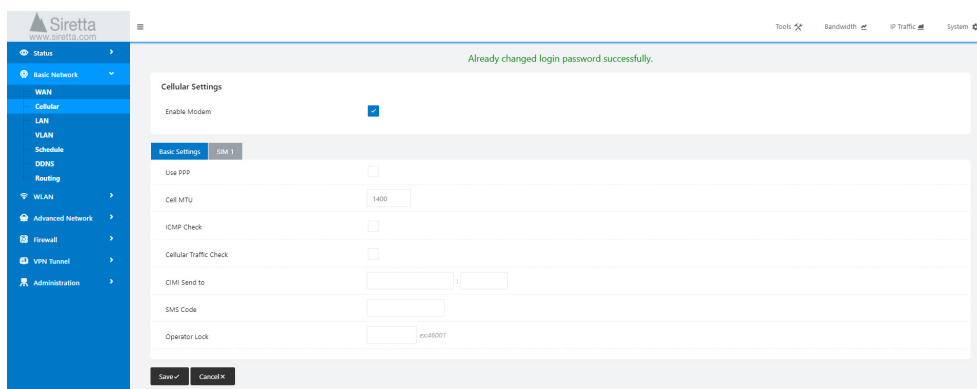 Siretta
www.siretta.com
Tools
Bandwidth
IP Traffic
System
Status
Basic Network
WAN
Cellular
LAN
VLAN
Schedule
DDNS
Routing
WLAN
Advanced Network
Firewall
VPN Tunnel
Administration
Already changed login password successfully.
Cellular Settings
Enable Modem
Basic Settings SIM 1
Use PPP
Cell MTU 1400
ICMP Check
Cellular Traffic Check
CIMI Send to :
SMS Code
Operator Lock ex:46001
Save Cancel